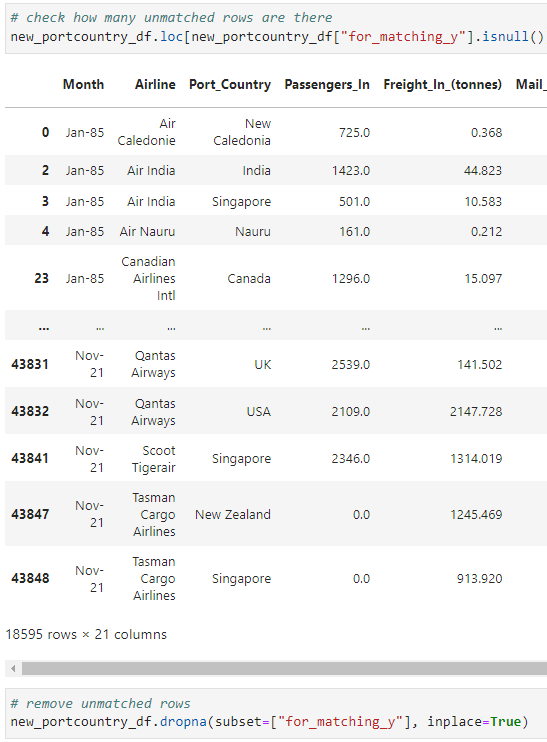 # check how many unmatched rows are there
new_portcountry_df.loc[new_portcountry_df["for_matching_y"].isnull()
Month Airline Port_Country Passengers_In Freight_In_(tonnes) Mail_
0 Jan-85 Air Caledonie New Caledonia 725.0 0.368
2 Jan-85 Air India India 1423.0 44.823
3 Jan-85 Air India Singapore 501.0 10.583
4 Jan-85 Air Nauru Nauru 161.0 0.212
23 Jan-85 Canadian Airlines Intl Canada 1296.0 15.097
... ... ... ... ... ...
43831 Nov-21 Qantas Airways UK 2539.0 141.502
43832 Nov-21 Qantas Airways USA 2109.0 2147.728
43841 Nov-21 Scoot Tigerair Singapore 2346.0 1314.019
43847 Nov-21 Tasman Cargo Airlines New Zealand 0.0 1245.469
43848 Nov-21 Tasman Cargo Airlines Singapore 0.0 913.920
18595 rows × 21 columns
# remove unmatched rows
new_portcountry_df.dropna(subset=["for_matching_y"], inplace=True)